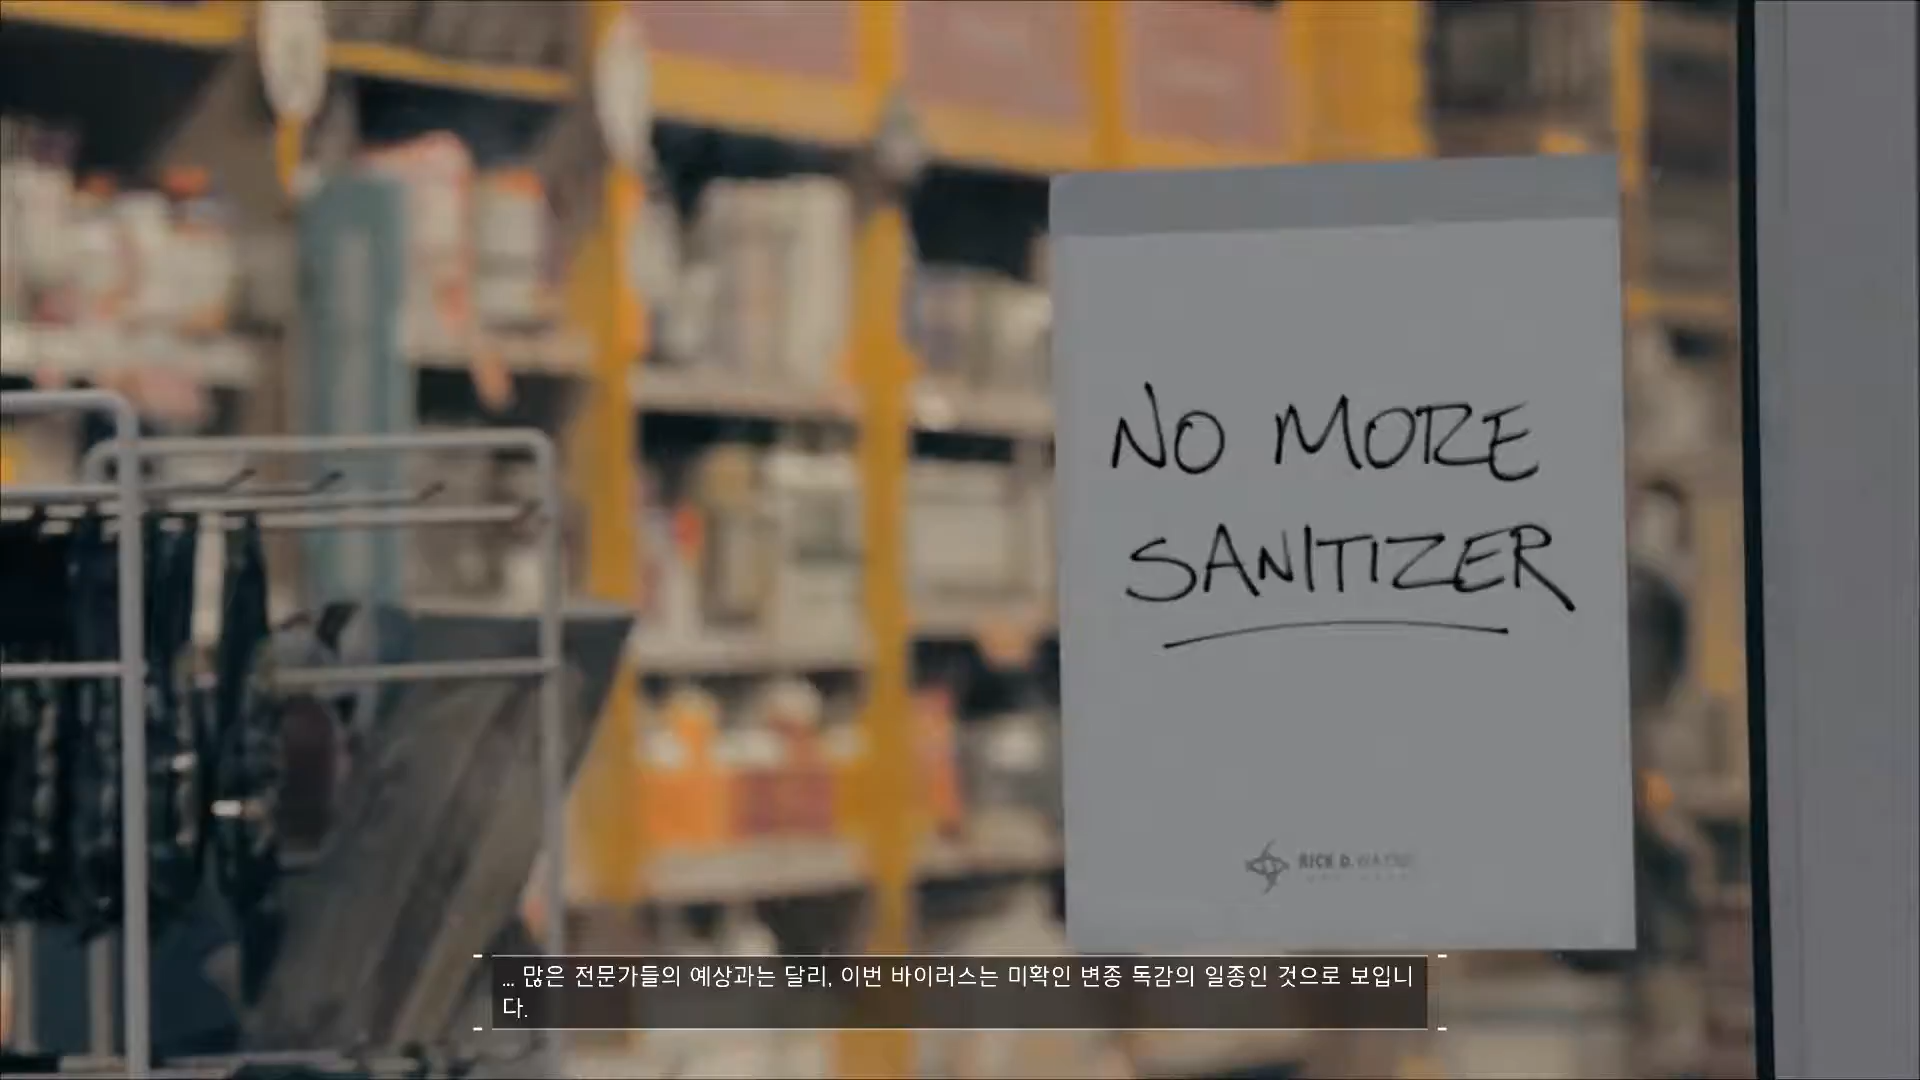 NO MORE
SANITIZER
RICK D.
... 많은 전문가들의 예상과는 달리, 이번 바이러스는 미확인 변종 독감의 일종인 것으로 보입니
다.